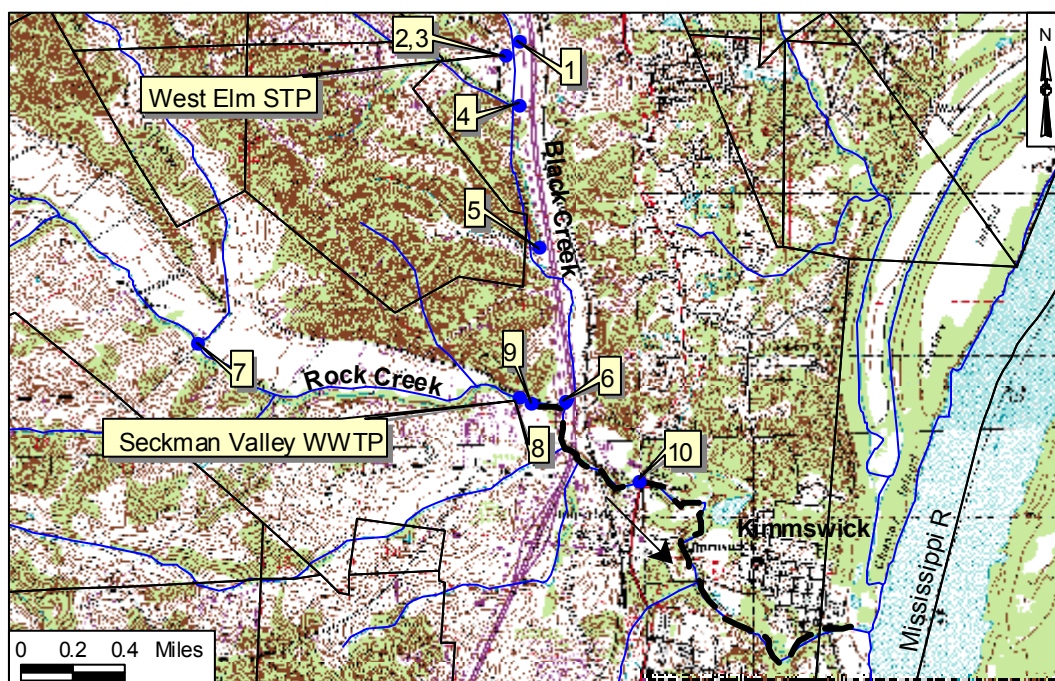 2,3
1
N
West Elm STP
4
Black Creek
5
7
Rock Creek
9
6
Seckman Valley WWTP
8
10
Kimmswick
Mississippi R
0 0.2 0.4 Miles